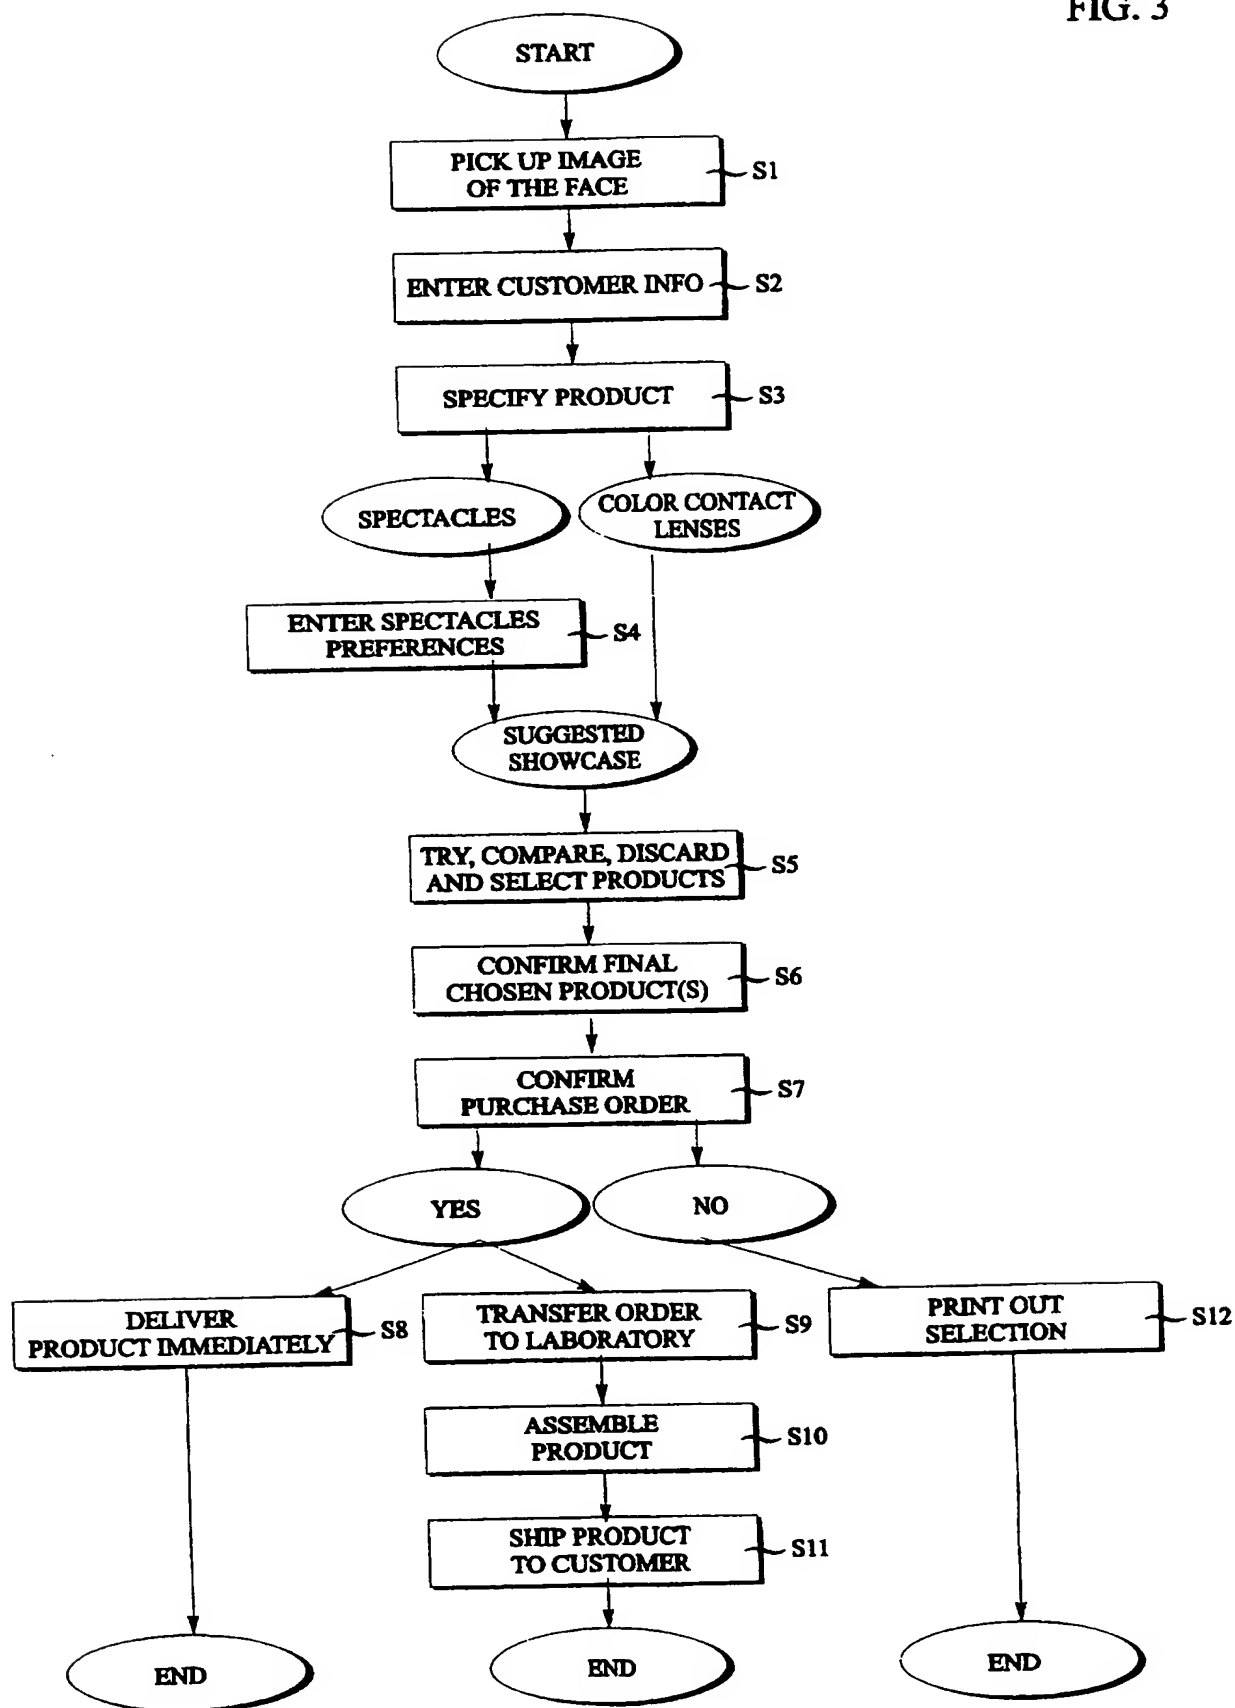 FIG. 3
START
PICK UP IMAGE
OF THE FACE
S1
ENTER CUSTOMER INFO
S2
SPECIFY PRODUCT
S3
SPECTACLES
COLOR CONTACT
LENSES
ENTER SPECTACLES
PREFERENCES
S4
SUGGESTED
SHOWCASE
TRY, COMPARE, DISCARD
AND SELECT PRODUCTS
S5
CONFIRM FINAL
CHOSEN PRODUCT(S)
S6
CONFIRM
PURCHASE ORDER
S7
YES
NO
DELIVER
PRODUCT IMMEDIATELY
S8
TRANSFER ORDER
TO LABORATORY
S9
PRINT OUT
SELECTION
S12
ASSEMBLE
PRODUCT
S10
SHIP PRODUCT
TO CUSTOMER
S11
END
END
END